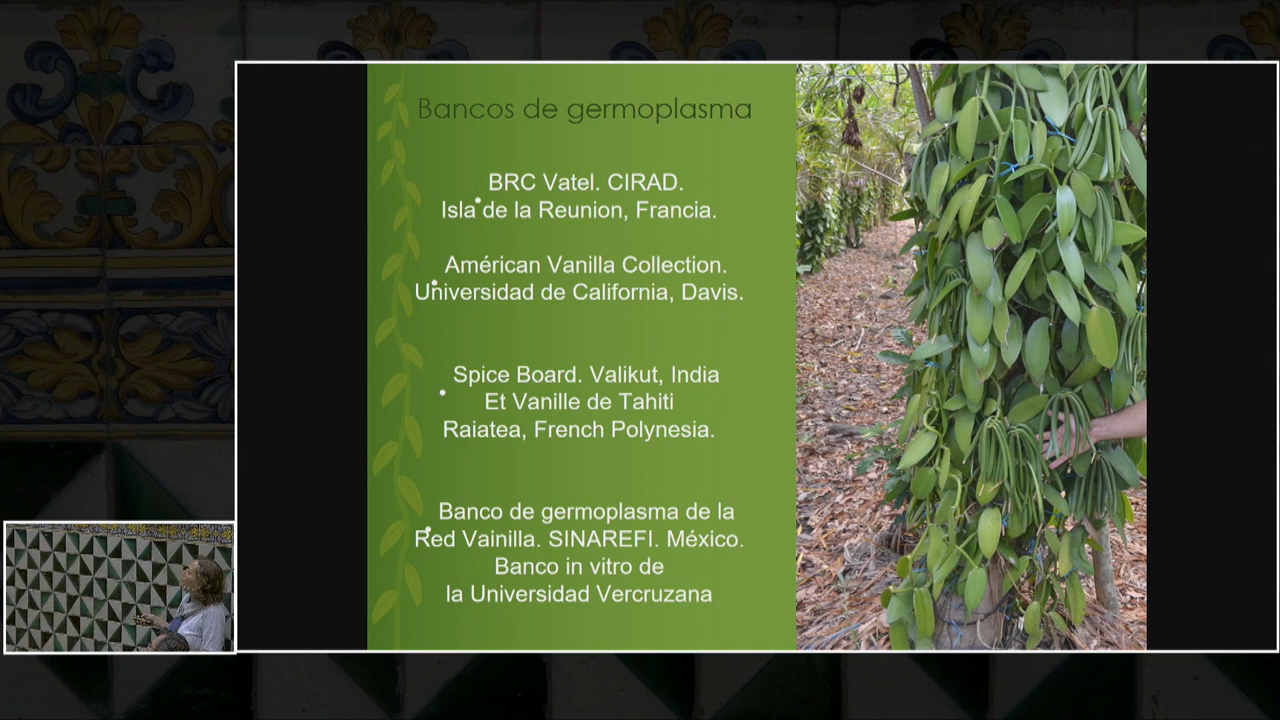 Bancos de germoplasma
BRC Vatel. CIRAD.
Isla de la Reunion, Francia.
Américan Vanilla Collection.
Universidad de California, Davis.
Spice Board. Valikut, India
Et Vanille de Tahiti
Raiatea, French Polynesia.
Banco de germoplasma de la
Red Vainilla. SINAREFI. México.
Banco in vitro de
la Universidad Vercruzana